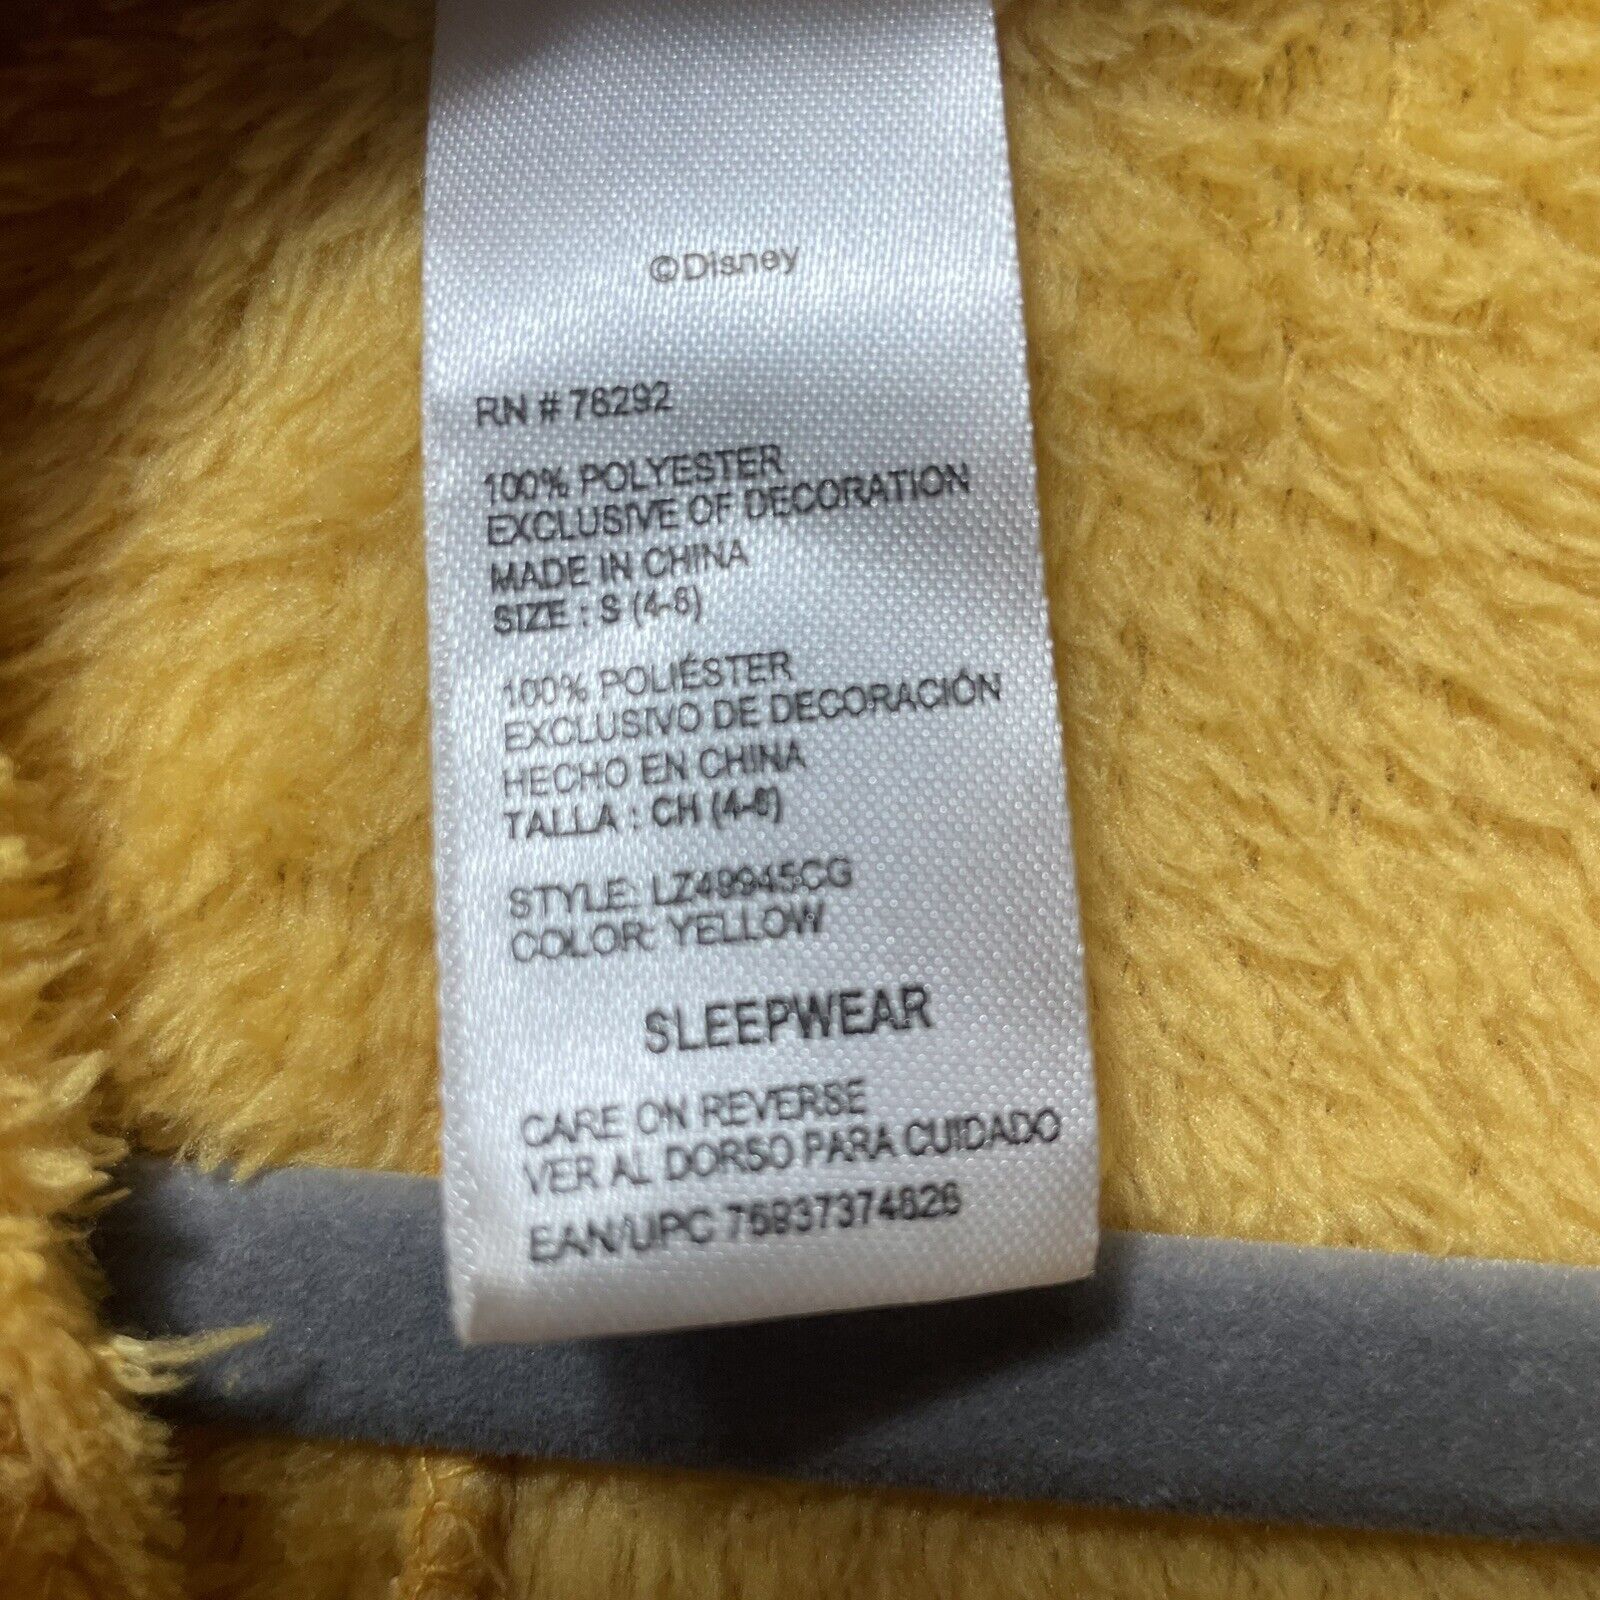 ©Disney
RN # 76292
100% POLYESTER
EXCLUSIVE OF DECORATION
MADE IN CHINA
SIZE : S (4-6)
100% POLIÉSTER
EXCLUSIVO DE DECORACIÓN
HECHO EN CHINA
TALLA : CH (4-6)
STYLE: LZ49945CG
COLOR: YELLOW
SLEEPWEAR
CARE ON REVERSE
VER AL DORSO PARA CUIDADO
EAN/UPC